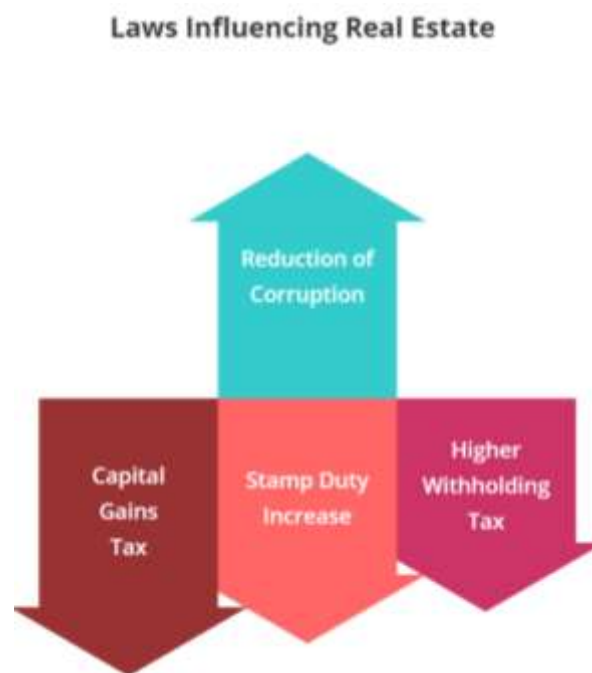 Laws Influencing Real Estate
Reduction of
Corruption
Capital
Gains
Tax
Stamp Duty
Increase
Higher
Withholding
Tax